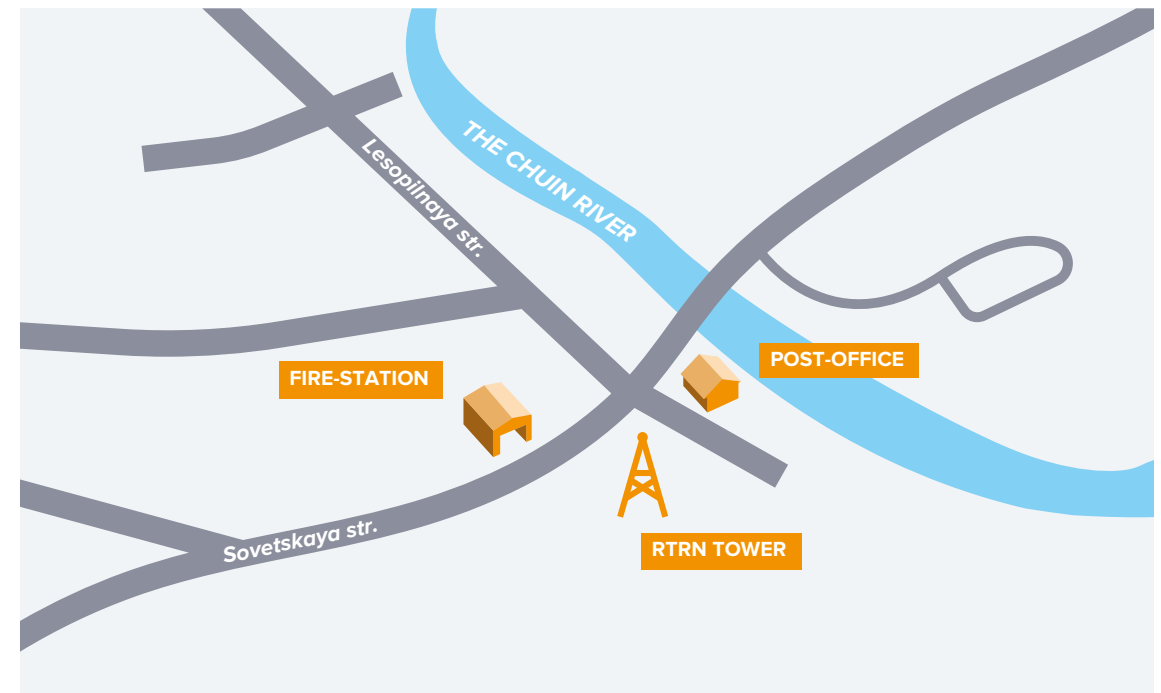 THE CHUIN RIVER
Lesopilnaya str.
POST-OFFICE
FIRE-STATION
Sovetskaya str.
RTRN TOWER